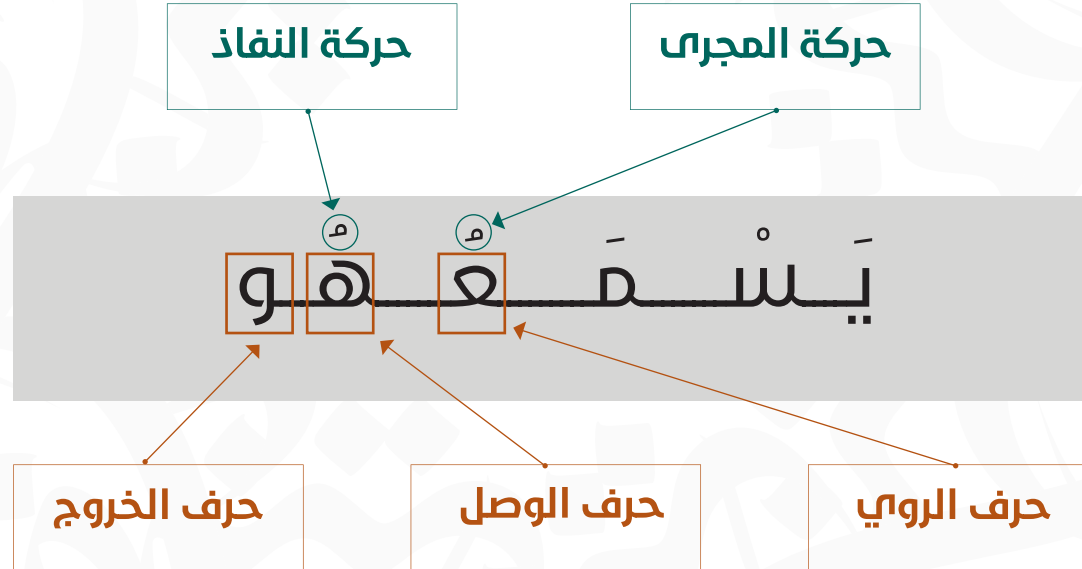 حركة المجرى
حركة النفاذ
يَسْمَعُهُو
حرف الروي
حرف الوصل
حرف الخروج